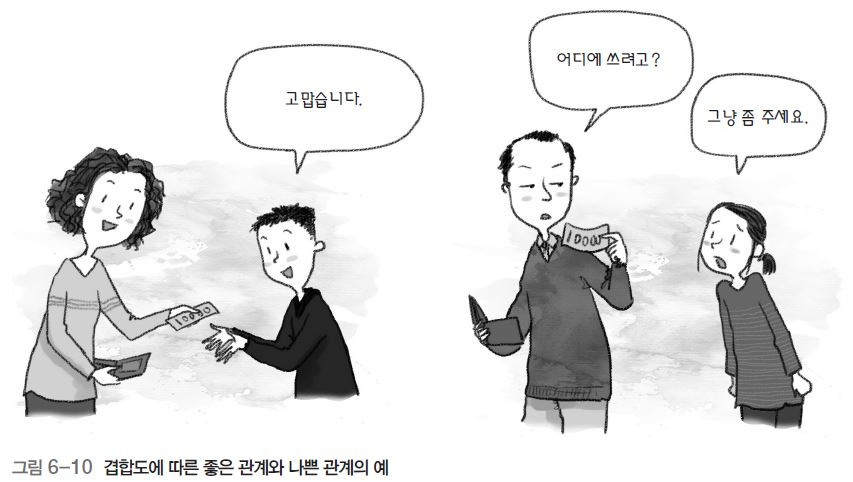 고맙습니다.
어디에 쓰려고?
그냥 좀 주세요.
10000
10000
그림 6-10 겹합도에 따른 좋은 관계와 나쁜 관계의 예